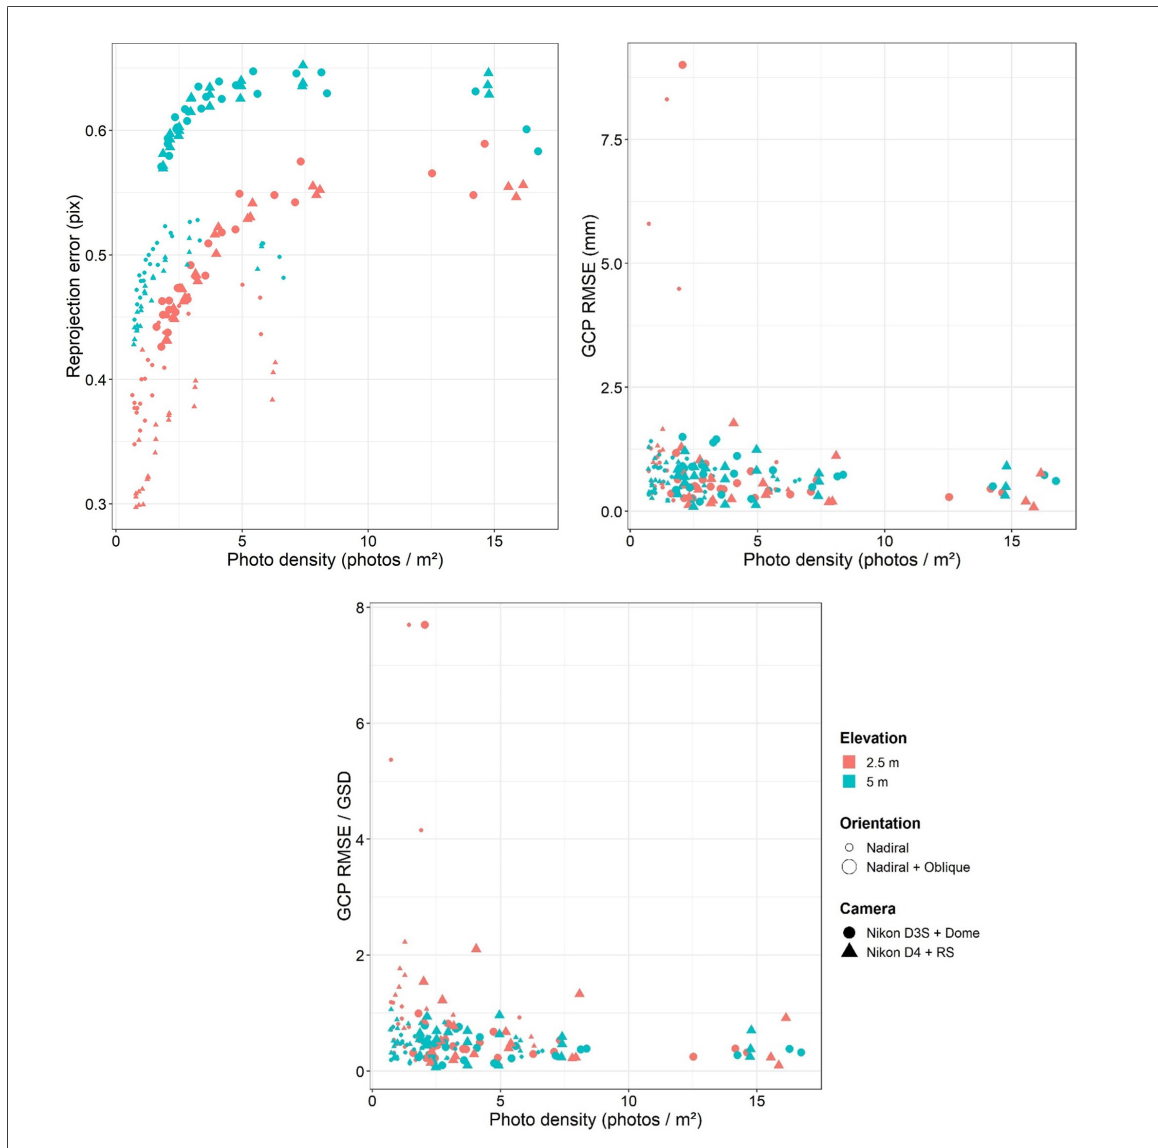 Reprojection error (pix)
0.6
0.5
0.4
0.3
0 5 10 15
Photo density (photos / m²)
GCP RMSE (mm)
7.5
5.0
2.5
0.0
0 5 10 15
Photo density (photos / m²)
GCP RMSE / GSD
8
6
4
2
0
0 5 10 15
Photo density (photos / m²)
Elevation
2.5 m
5 m
Orientation
Nadiral
Nadiral + Oblique
Camera
Nikon D3S + Dome
Nikon D4 + RS